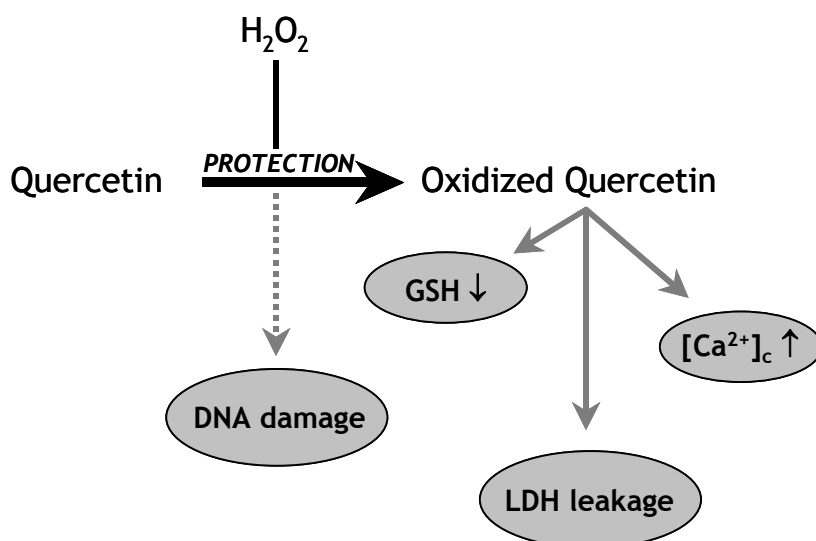 H₂O₂
PROTECTION
Quercetin
Oxidized Quercetin
GSH ↓
[Ca²⁺]c ↑
DNA damage
LDH leakage